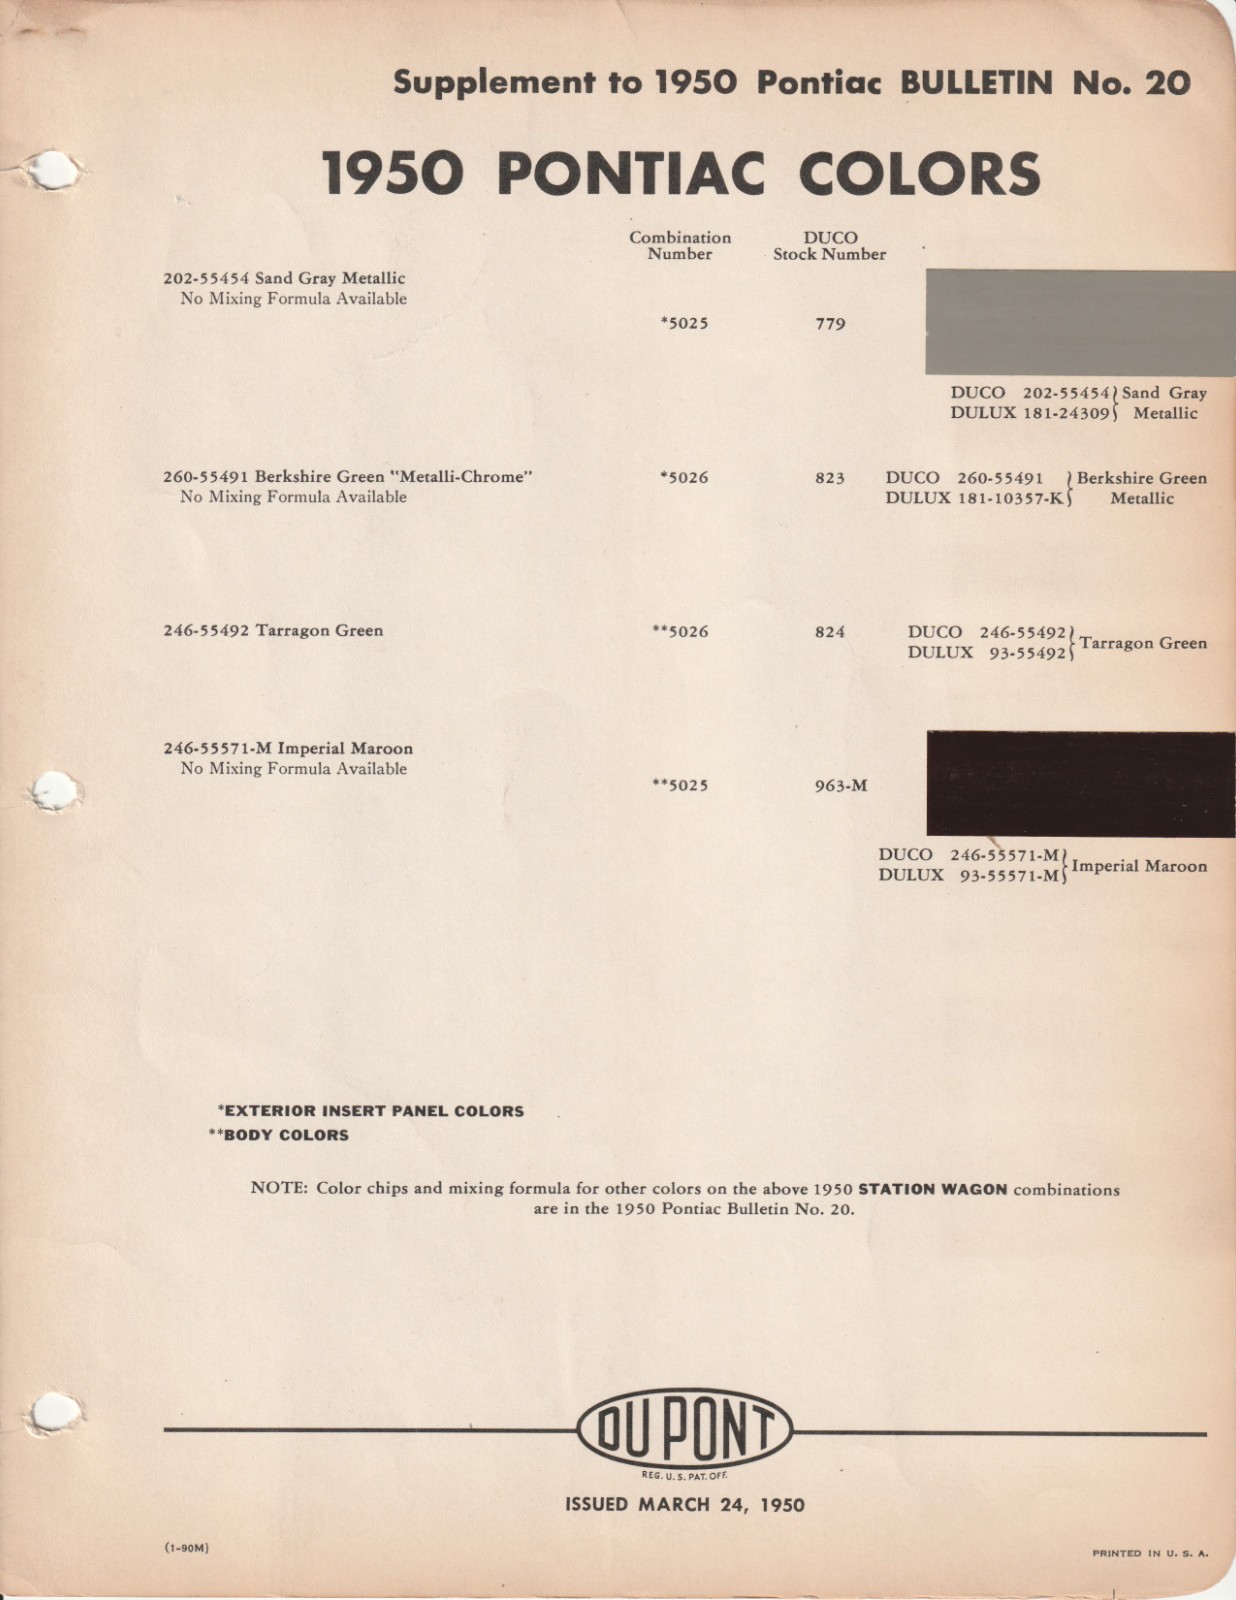 Supplement to 1950 Pontiac BULLETIN No. 20
1950 PONTIAC COLORS
Combination Number
DUCO Stock Number
202-55454 Sand Gray Metallic
No Mixing Formula Available
*5025 779
DUCO 202-55454 } Sand Gray
DULUX 181-24309 } Metallic
260-55491 Berkshire Green "Metalli-Chrome" *5026 823 DUCO 260-55491 } Berkshire Green
No Mixing Formula Available DULUX 181-10357-K } Metallic
246-55492 Tarragon Green **5026 824 DUCO 246-55492 } Tarragon Green
DULUX 93-55492
246-55571-M Imperial Maroon
No Mixing Formula Available
**5025 963-M
DUCO 246-55571-M } Imperial Maroon
DULUX 93-55571-M
*EXTERIOR INSERT PANEL COLORS
**BODY COLORS
NOTE: Color chips and mixing formula for other colors on the above 1950 STATION WAGON combinations
are in the 1950 Pontiac Bulletin No. 20.
DU PONT
REG. U. S. PAT. OFF.
ISSUED MARCH 24, 1950
(1-90M)
PRINTED IN U. S. A.